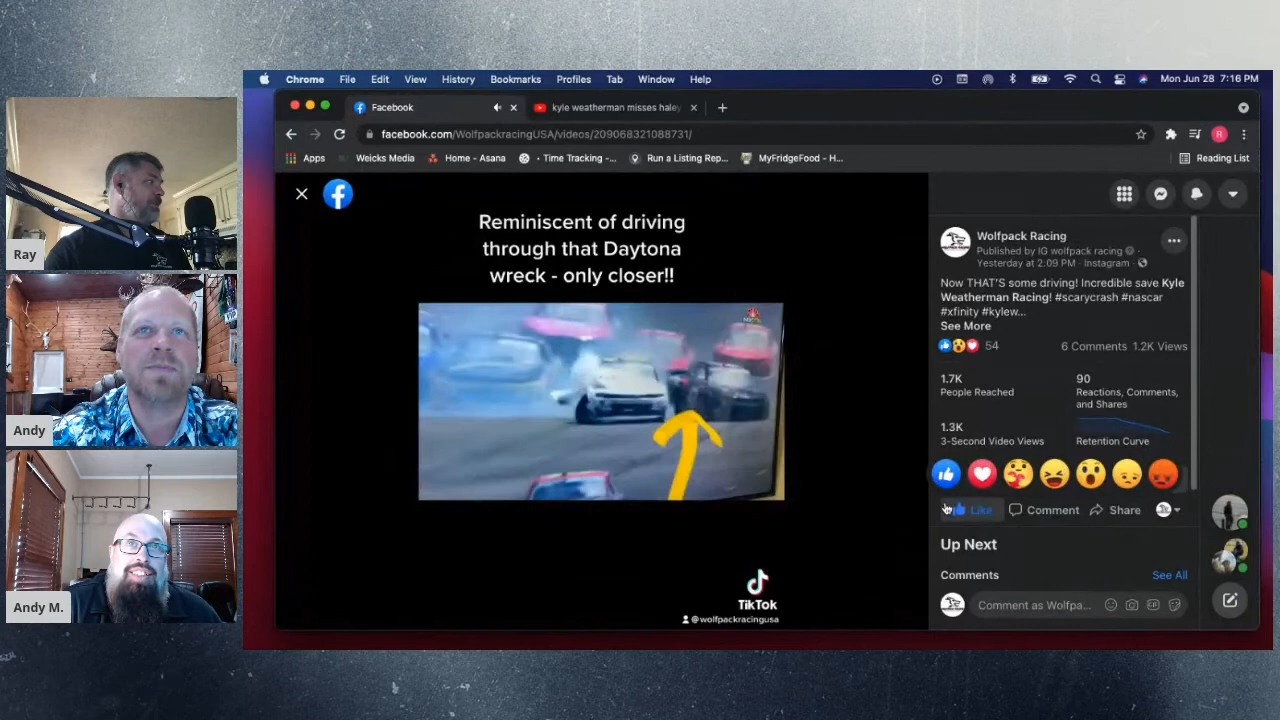 Ray
Andy
Andy M.
Chrome File Edit View History Bookmarks Profiles Tab Window Help
Mon Jun 28 7:16 PM
Facebook
kyle weatherman misses haley
facebook.com/WolfpackracingUSA/videos/209068321088731/
R
Apps
Weicks Media
Home - Asana
· Time Tracking -...
Run a Listing Rep...
MyFridgeFood - H...
Reading List
Reminiscent of driving
through that Daytona
wreck - only closer!!
TikTok
@wolfpackracingusa
Wolfpack Racing
Published by IG wolfpack racing
Yesterday at 2:09 PM · Instagram ·
Now THAT'S some driving! Incredible save Kyle
Weatherman Racing! #scarycrash #nascar
#xfinity #kylew...
See More
54
6 Comments 1.2K Views
1.7K
People Reached
90
Reactions, Comments,
and Shares
1.3K
3-Second Video Views
Retention Curve
Like
Comment
Share
Up Next
Comments
See All
Comment as Wolfpa...